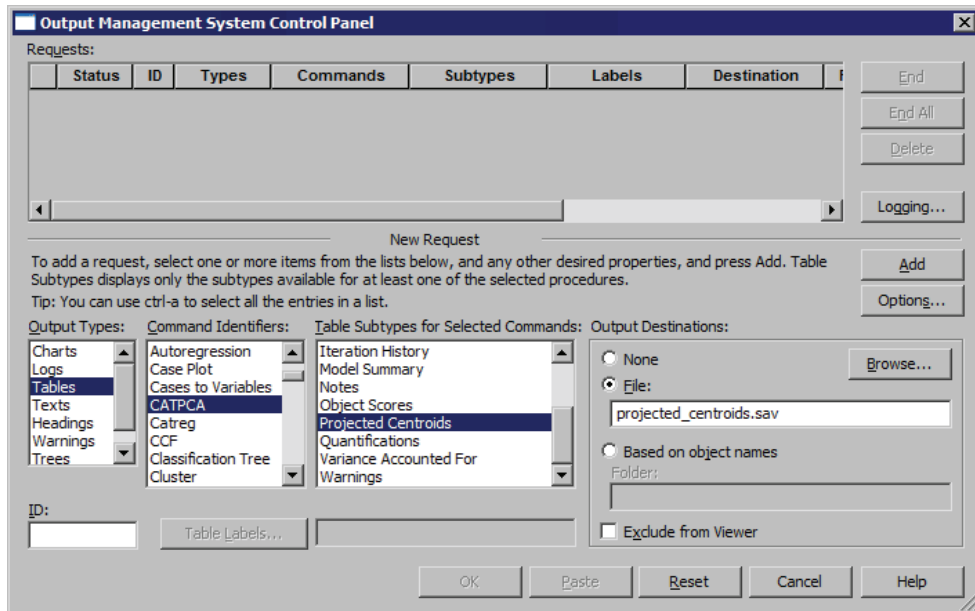 Output Management System Control Panel
Requests:
Status ID Types Commands Subtypes Labels Destination
End
End All
Delete
Logging...
New Request
To add a request, select one or more items from the lists below, and any other desired properties, and press Add. Table
Subtypes displays only the subtypes available for at least one of the selected procedures.
Tip: You can use ctrl-a to select all the entries in a list.
Add
Options...
Output Types:
Charts
Logs
Tables
Texts
Headings
Warnings
Trees
Command Identifiers:
Autoregression
Case Plot
Cases to Variables
CATPCA
Catreg
CCF
Classification Tree
Cluster
Table Subtypes for Selected Commands:
Iteration History
Model Summary
Notes
Object Scores
Projected Centroids
Quantifications
Variance Accounted For
Warnings
Output Destinations:
None
Browse...
File:
projected_centroids.sav
Based on object names
Folder:
Exclude from Viewer
ID:
Table Labels...
OK Paste Reset Cancel Help